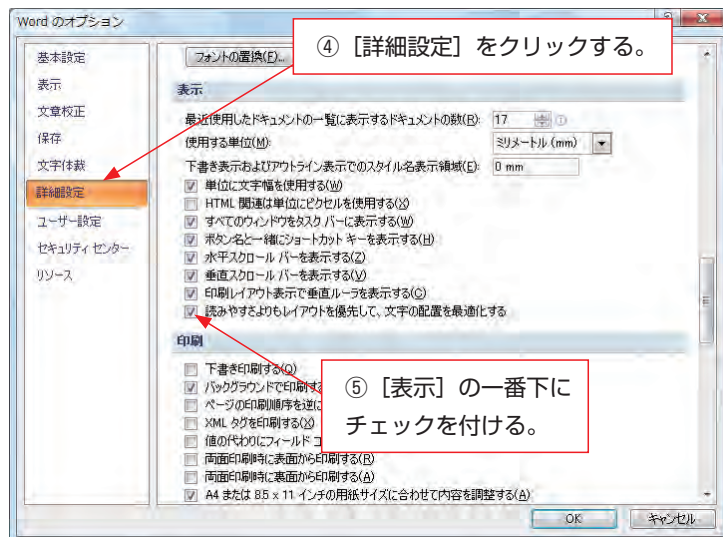 Word のオプション
④［詳細設定］をクリックする。
基本設定
表示
文章校正
保存
文字体裁
詳細設定
ユーザー設定
セキュリティ センター
リソース
フォントの置換(F)...
表示
最近使用したドキュメントの一覧に表示するドキュメントの数(R): 17
使用する単位(M): ミリメートル (mm)
下書き表示およびアウトライン表示でのスタイル名表示領域(E): 0 mm
単位に文字幅を使用する(W)
HTML 関連は単位にピクセルを使用する(X)
すべてのウィンドウをタスク バーに表示する(W)
ボタン名と一緒にショートカット キーを表示する(H)
水平スクロール バーを表示する(Z)
垂直スクロール バーを表示する(V)
印刷レイアウト表示で垂直ルーラを表示する(C)
読みやすさよりもレイアウトを優先して、文字の配置を最適化する
印刷
下書き印刷する(Q)
バックグラウンドで印刷する
ページの印刷順序を逆に
XML タグを印刷する(X)
値の代わりにフィールド コ
両面印刷時に表面から印刷する(R)
両面印刷時に裏面から印刷する(A)
A4 または 8.5 x 11 インチの用紙サイズに合わせて内容を調整する(A)
⑤［表示］の一番下に
チェックを付ける。
OK
キャンセル